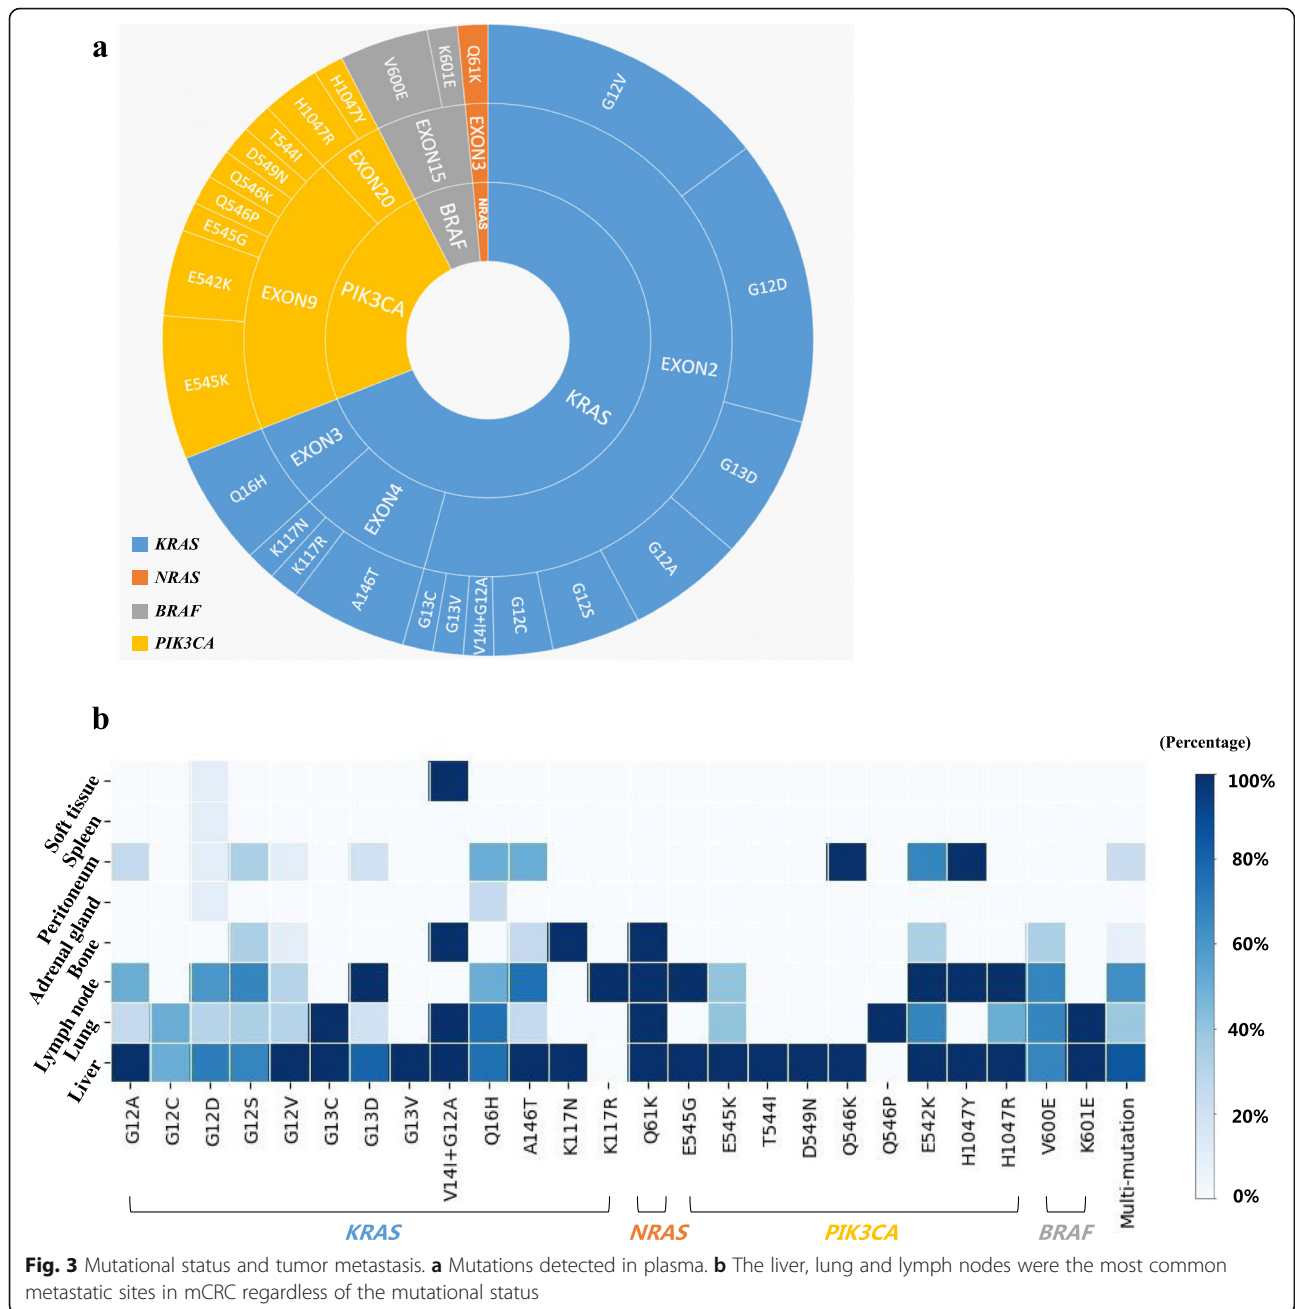 a
G12V
G12D
G13D
G12A
G12S
G12C
V14I+G12A
G13V
G13C
A146T
K117R
K117N
Q16H
E545K
E542K
E545G
Q546P
Q546K
D549N
T544I
H1047R
H1047Y
V600E
K601E
Q61K
EXON2
EXON4
EXON3
EXON9
EXON20
EXON15
EXON3
KRAS
PIK3CA
BRAF
NRAS
KRAS
NRAS
BRAF
PIK3CA
b
(Percentage)
100%
80%
60%
40%
20%
0%
Soft tissue
Spleen
Peritoneum
Adrenal gland
Bone
Lymph node
Lung
Liver
G12A
G12C
G12D
G12S
G12V
G13C
G13D
G13V
V14I+G12A
Q16H
A146T
K117N
K117R
Q61K
E545G
E545K
T544I
D549N
Q546K
Q546P
E542K
H1047Y
H1047R
V600E
K601E
Multi-mutation
KRAS
NRAS
PIK3CA
BRAF
Fig. 3 Mutational status and tumor metastasis. a Mutations detected in plasma. b The liver, lung and lymph nodes were the most common
metastatic sites in mCRC regardless of the mutational status